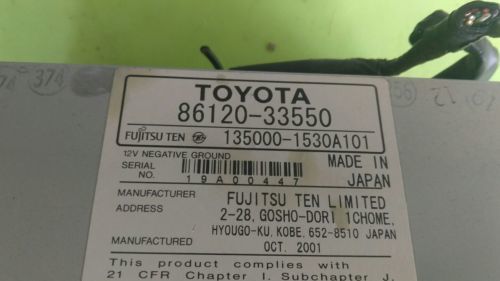 TOYOTA
86120-33550
FUJITSU TEN 135000-1530A101
12V NEGATIVE GROUND
MADE IN JAPAN
SERIAL NO. 19A00447
MANUFACTURER FUJITSU TEN LIMITED
ADDRESS 2-28, GOSHO-DORI 1CHOME,
HYOUGO-KU, KOBE, 652-8510 JAPAN
MANUFACTURED OCT. 2001
This product complies with
21 CFR Chapter I, Subchapter J.
374